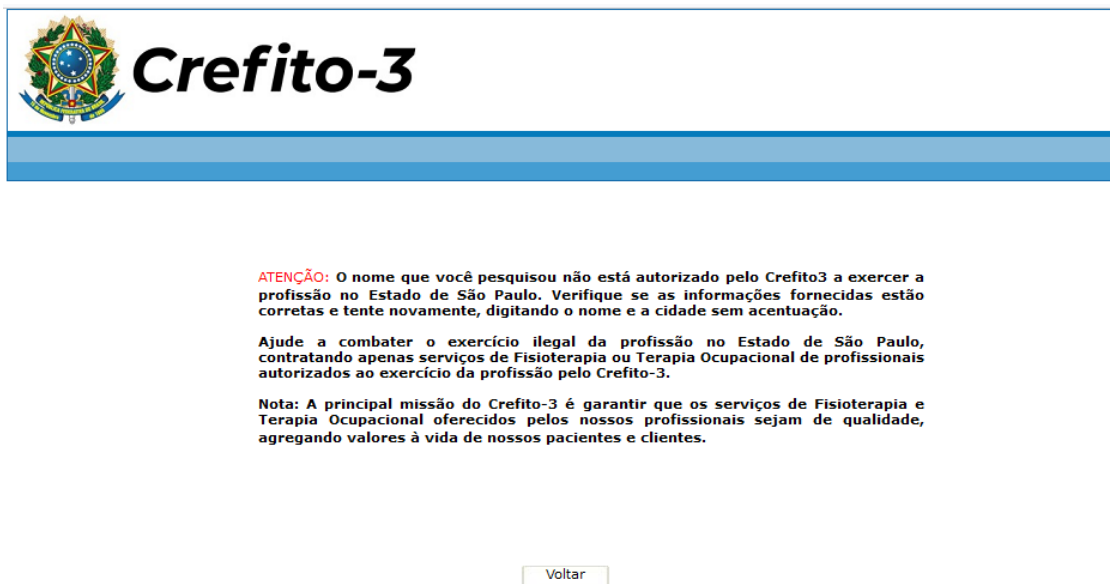 Crefito-3
ATENÇÃO: O nome que você pesquisou não está autorizado pelo Crefito3 a exercer a
profissão no Estado de São Paulo. Verifique se as informações fornecidas estão
corretas e tente novamente, digitando o nome e a cidade sem acentuação.
Ajude a combater o exercício ilegal da profissão no Estado de São Paulo,
contratando apenas serviços de Fisioterapia ou Terapia Ocupacional de profissionais
autorizados ao exercício da profissão pelo Crefito-3.
Nota: A principal missão do Crefito-3 é garantir que os serviços de Fisioterapia e
Terapia Ocupacional oferecidos pelos nossos profissionais sejam de qualidade,
agregando valores à vida de nossos pacientes e clientes.
Voltar